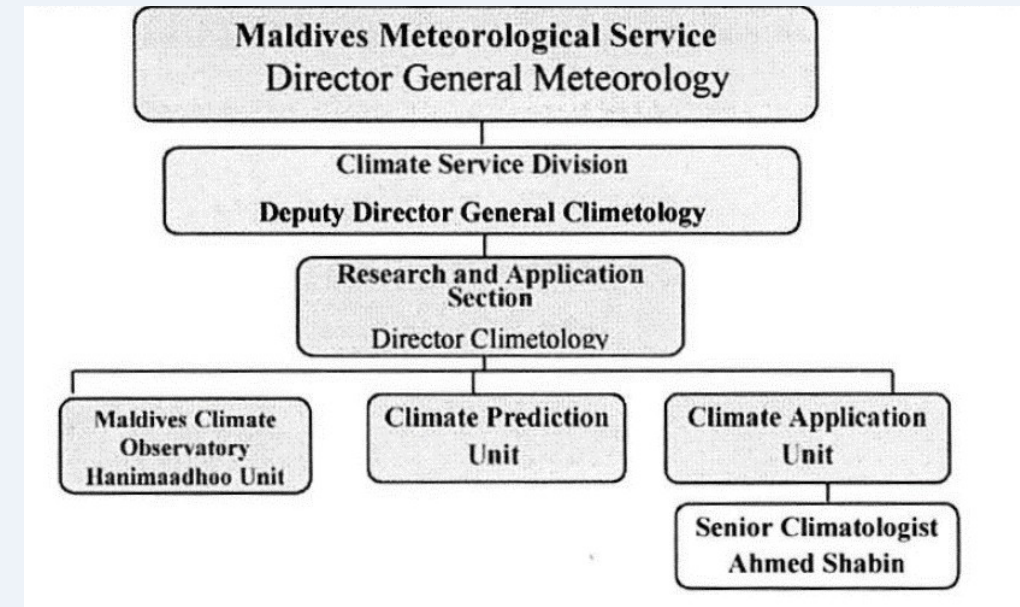 Maldives Meteorological Service
Director General Meteorology
Climate Service Division
Deputy Director General Climetology
Research and Application
Section
Director Climetology
Maldives Climate
Observatory
Hanimaadhoo Unit
Climate Prediction
Unit
Climate Application
Unit
Senior Climatologist
Ahmed Shabin